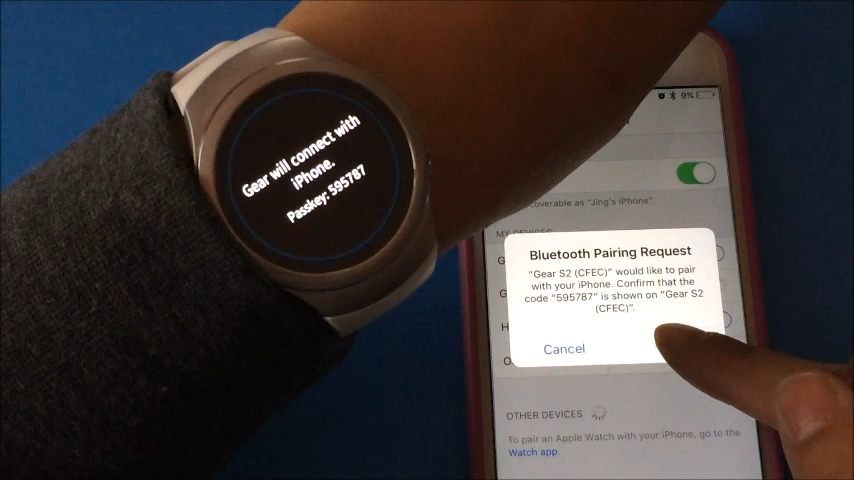 Gear will connect with
iPhone.
Passkey: 595787
9%
coverable as "Jing's iPhone"
MY DEVICES
Bluetooth Pairing Request
"Gear S2 (CFEC)" would like to pair
with your iPhone. Confirm that the
code "595787" is shown on "Gear S2
(CFEC)".
Cancel
OTHER DEVICES
To pair an Apple Watch with your iPhone, go to the
Watch app.